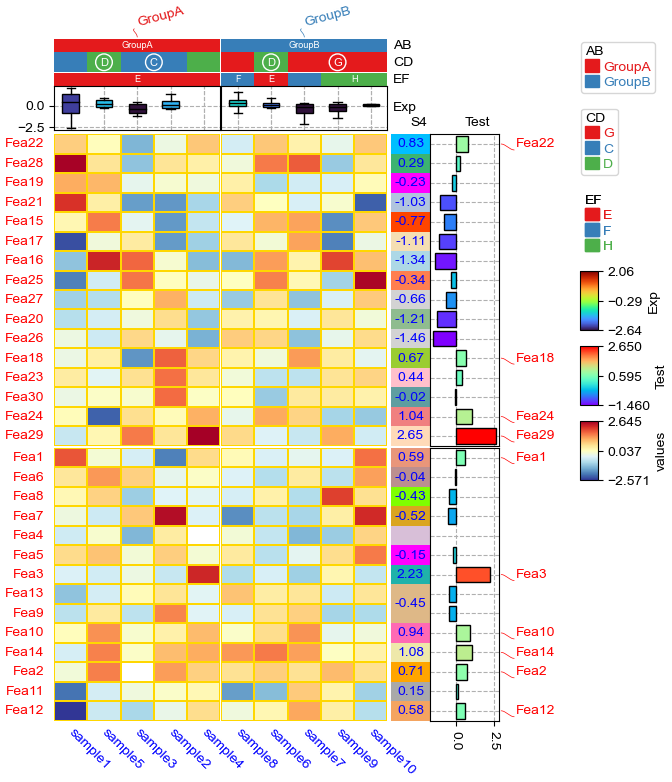 GroupA
GroupB
GroupA GroupB AB
D C D G CD
E F E H EF
0.0
−2.5
Exp
S4 Test
Fea22 0.83 Fea22
Fea28 0.29
Fea19 -0.23
Fea21 -1.03
Fea15 -0.77
Fea17 -1.11
Fea16 -1.34
Fea25 -0.34
Fea27 -0.66
Fea20 -1.21
Fea26 -1.46
Fea18 0.67 Fea18
Fea23 0.44
Fea30 -0.02
Fea24 1.04 Fea24
Fea29 2.65 Fea29
Fea1 0.59 Fea1
Fea6 -0.04
Fea8 -0.43
Fea7 -0.52
Fea4
Fea5 -0.15
Fea3 2.23 Fea3
Fea13
-0.45
Fea9
Fea10 0.94 Fea10
Fea14 1.08 Fea14
Fea2 0.71 Fea2
Fea11 0.15
Fea12 0.58 Fea12
sample1 sample5 sample3 sample2 sample4 sample8 sample6 sample7 sample9 sample10
0.0 2.5
AB
GroupA
GroupB
CD
G
C
D
EF
E
F
H
2.06
−0.29
−2.64
Exp
2.650
0.595
−1.460
Test
2.645
0.037
−2.571
values